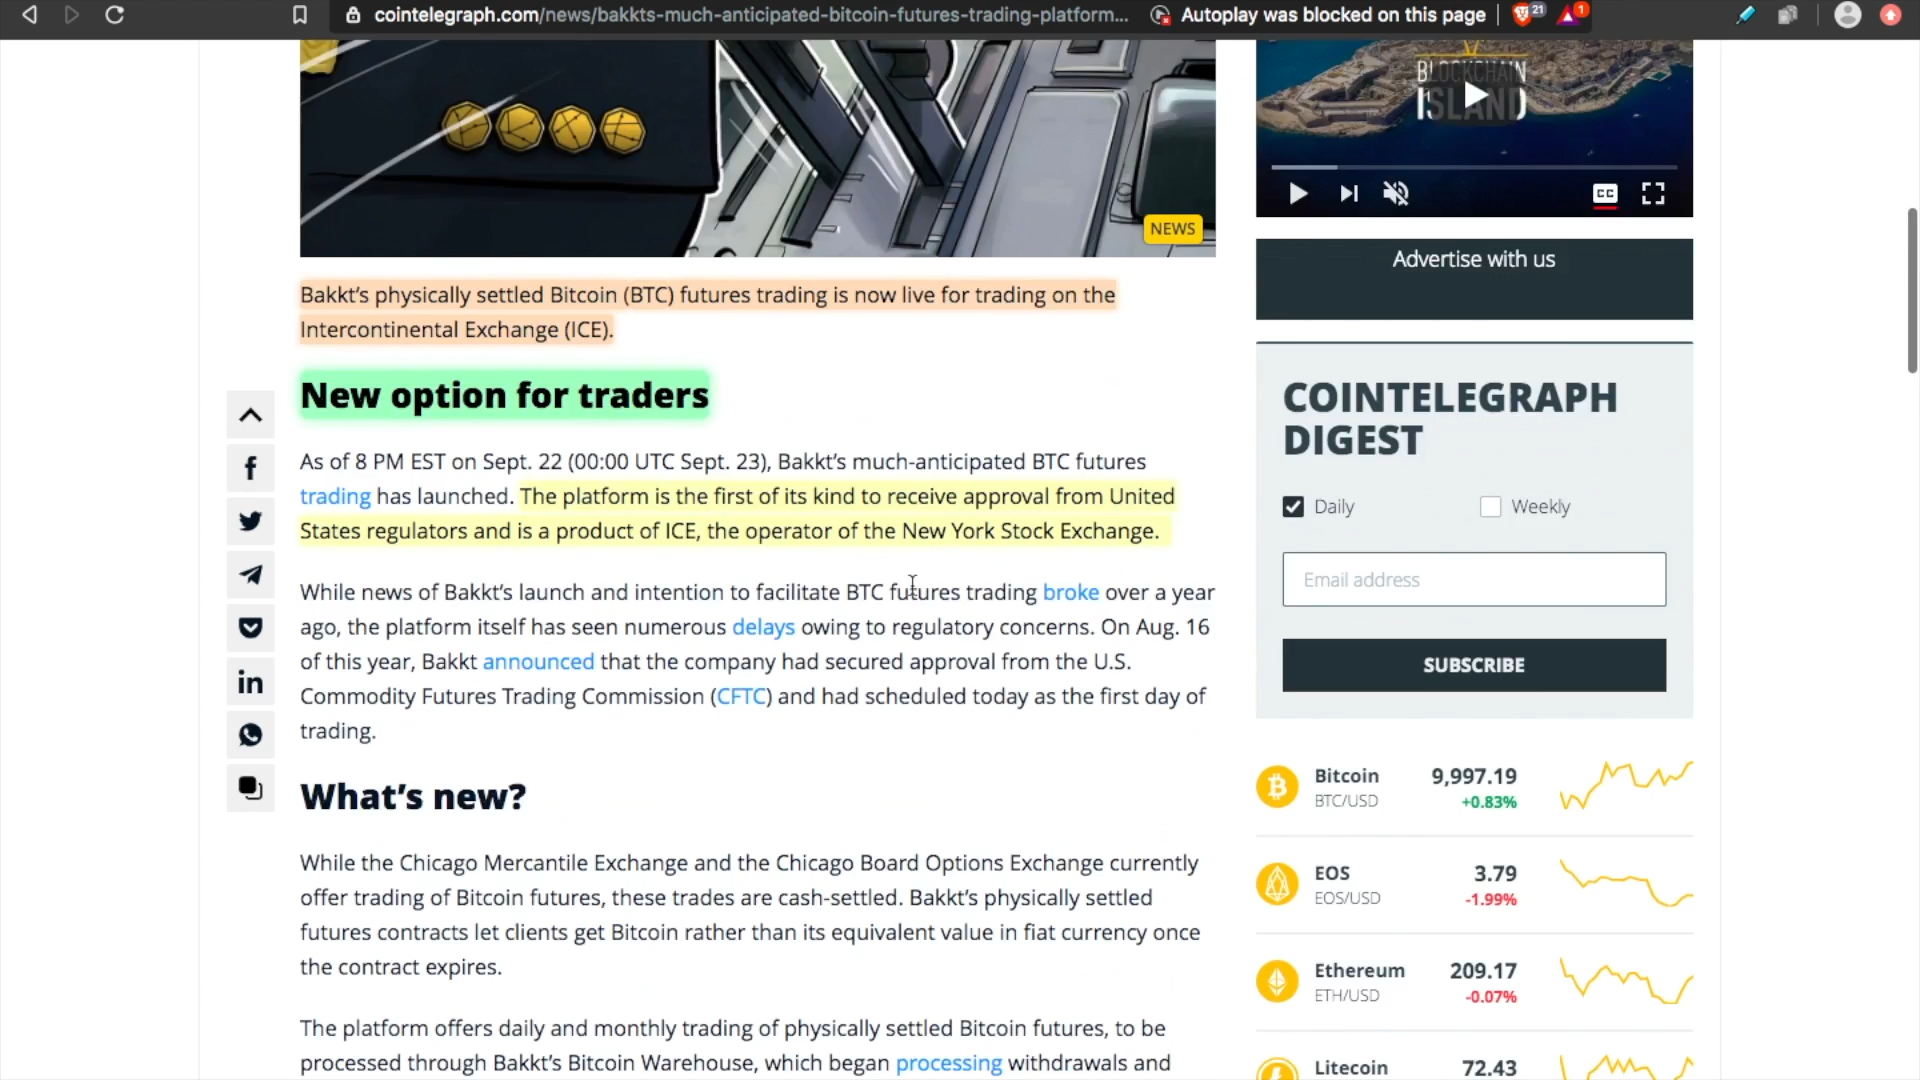 cointelegraph.com/news/bakkts-much-anticipated-bitcoin-futures-trading-platform...
Autoplay was blocked on this page
21
1
NEWS
Bakkt's physically settled Bitcoin (BTC) futures trading is now live for trading on the
Intercontinental Exchange (ICE).
New option for traders
As of 8 PM EST on Sept. 22 (00:00 UTC Sept. 23), Bakkt's much-anticipated BTC futures
trading has launched. The platform is the first of its kind to receive approval from United
States regulators and is a product of ICE, the operator of the New York Stock Exchange.
While news of Bakkt's launch and intention to facilitate BTC futures trading broke over a year
ago, the platform itself has seen numerous delays owing to regulatory concerns. On Aug. 16
of this year, Bakkt announced that the company had secured approval from the U.S.
Commodity Futures Trading Commission (CFTC) and had scheduled today as the first day of
trading.
What's new?
While the Chicago Mercantile Exchange and the Chicago Board Options Exchange currently
offer trading of Bitcoin futures, these trades are cash-settled. Bakkt's physically settled
futures contracts let clients get Bitcoin rather than its equivalent value in fiat currency once
the contract expires.
The platform offers daily and monthly trading of physically settled Bitcoin futures, to be
processed through Bakkt's Bitcoin Warehouse, which began processing withdrawals and
BLOCKCHAIN
ISLAND
CC
Advertise with us
COINTELEGRAPH
DIGEST
Daily
Weekly
Email address
SUBSCRIBE
Bitcoin 9,997.19
BTC/USD +0.83%
EOS 3.79
EOS/USD -1.99%
Ethereum 209.17
ETH/USD -0.07%
Litecoin 72.43